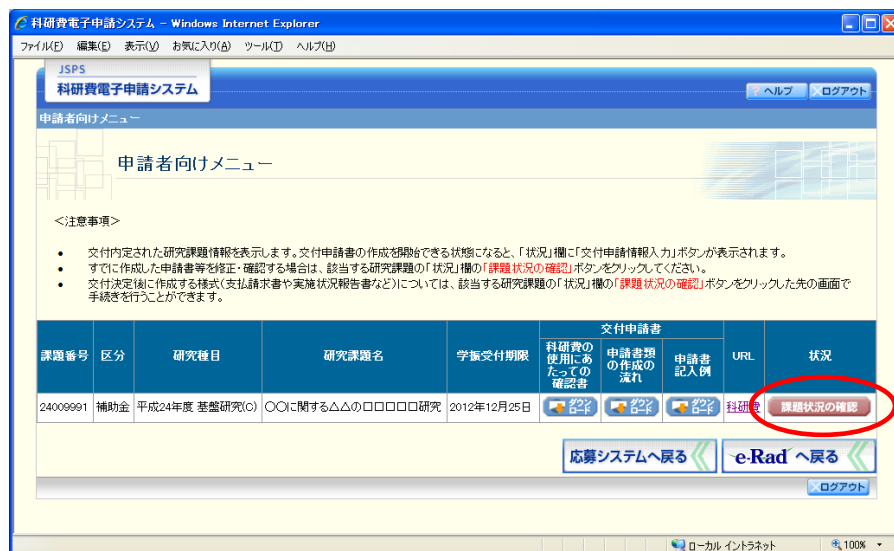 科研費電子申請システム - Windows Internet Explorer
ファイル(F) 編集(E) 表示(V) お気に入り(A) ツール(T) ヘルプ(H)
JSPS
科研費電子申請システム
? ヘルプ ×ログアウト
申請者向けメニュー
申請者向けメニュー
<注意事項>
• 交付内定された研究課題情報を表示します。交付申請書の作成を開始できる状態になると、「状況」欄に「交付申請情報入力」ボタンが表示されます。
• すでに作成した申請書等を修正・確認する場合は、該当する研究課題の「状況」欄の「課題状況の確認」ボタンをクリックしてください。
• 交付決定後に作成する様式(支払請求書や実施状況報告書など)については、該当する研究課題の「状況」欄の「課題状況の確認」ボタンをクリックした先の画面で
手続きを行うことができます。
交付申請書
課題番号 区分 研究種目 研究課題名 学振受付期限 科研費の使用にあたっての確認書 申請書類の作成の流れ 申請書記入例 URL 状況
24009991 補助金 平成24年度 基盤研究(C) 〇〇に関する△△の□□□□□研究 2012年12月25日 ダウンロード ダウンロード ダウンロード 科研費 課題状況の確認
応募システムへ戻る e-Rad へ戻る
×ログアウト
ローカル イントラネット 100%